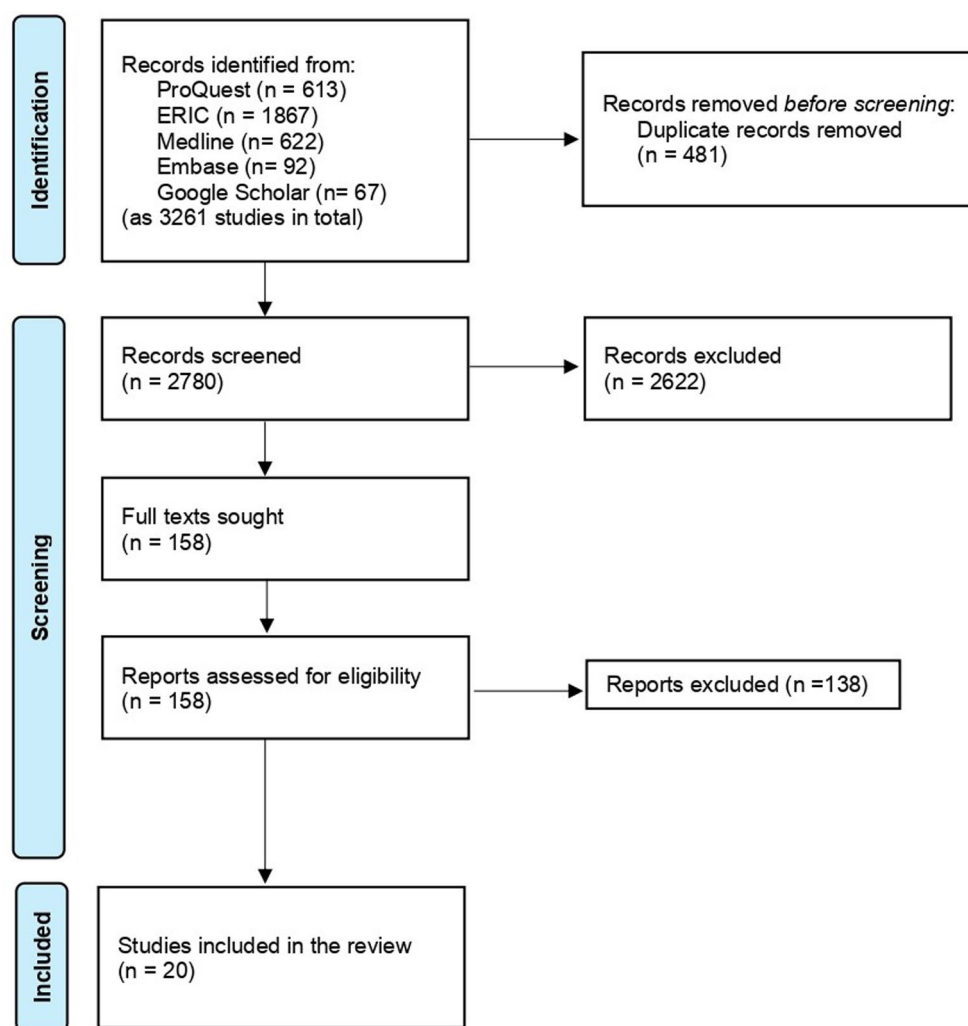 Identification
Records identified from:
ProQuest (n = 613)
ERIC (n = 1867)
Medline (n= 622)
Embase (n= 92)
Google Scholar (n= 67)
(as 3261 studies in total)
Records removed before screening:
Duplicate records removed
(n = 481)
Screening
Records screened
(n = 2780)
Records excluded
(n = 2622)
Full texts sought
(n = 158)
Reports assessed for eligibility
(n = 158)
Reports excluded (n =138)
Included
Studies included in the review
(n = 20)